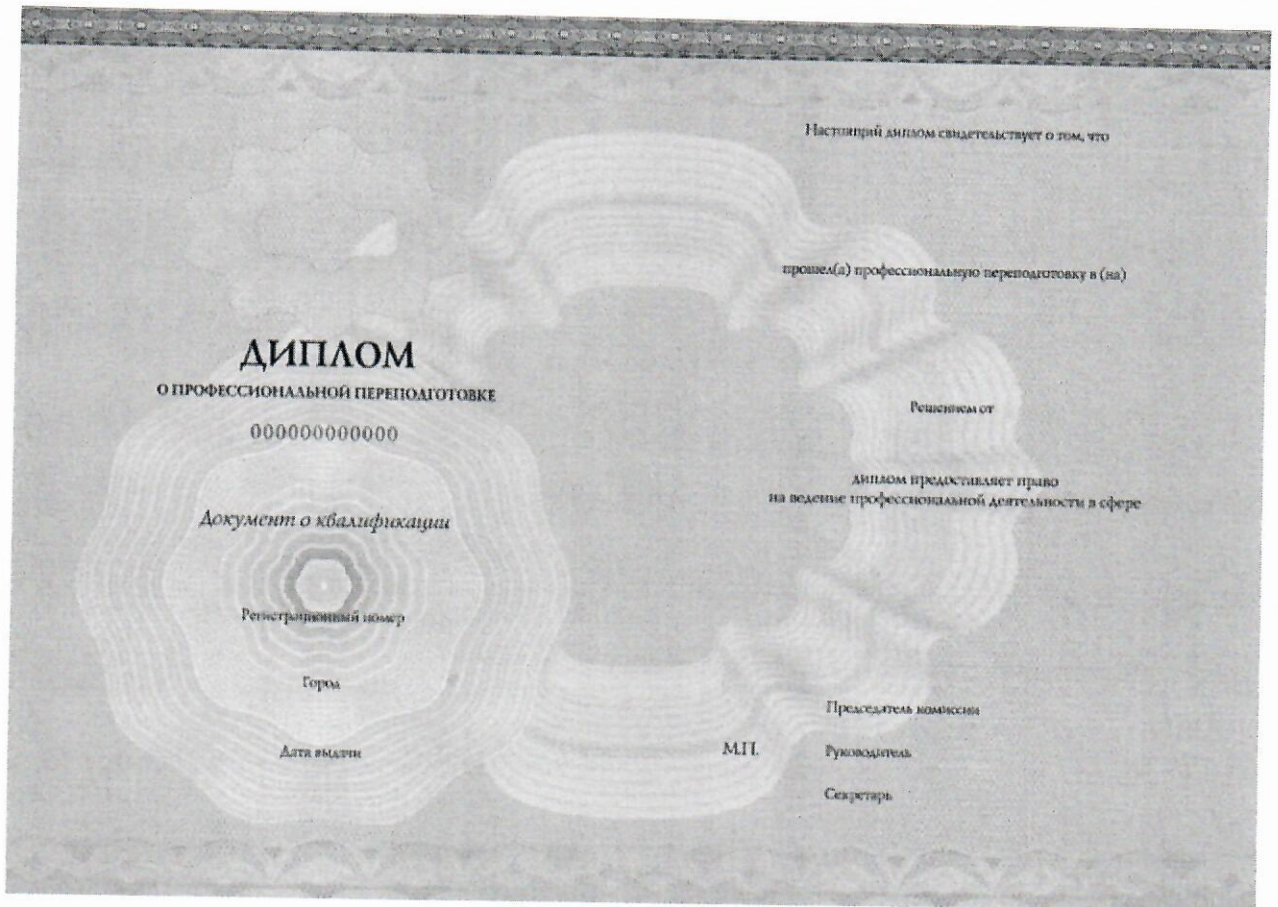 ДИПЛОМ
О ПРОФЕССИОНАЛЬНОЙ ПЕРЕПОДГОТОВКЕ
000000000000
Документ о квалификации
Регистрационный номер
Город
Дата выдачи
Настоящий диплом свидетельствует о том, что
прошел(а) профессиональную переподготовку в (на)
Решением от
диплом предоставляет право
на ведение профессиональной деятельности в сфере
М.П.
Председатель комиссии
Руководитель
Секретарь